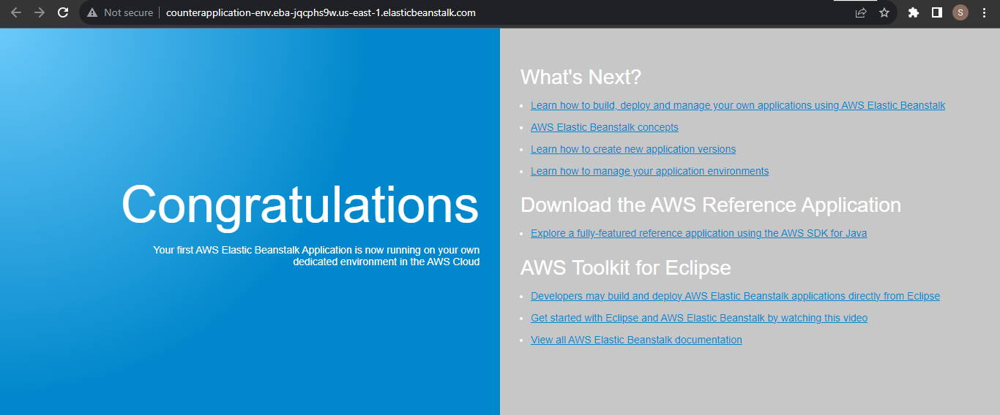 Not secure
counterapplication-env.eba-jqcphs9w.us-east-1.elasticbeanstalk.com
S
Congratulations
Your first AWS Elastic Beanstalk Application is now running on your own
dedicated environment in the AWS Cloud
What's Next?
Learn how to build, deploy and manage your own applications using AWS Elastic Beanstalk
AWS Elastic Beanstalk concepts
Learn how to create new application versions
Learn how to manage your application environments
Download the AWS Reference Application
Explore a fully-featured reference application using the AWS SDK for Java
AWS Toolkit for Eclipse
Developers may build and deploy AWS Elastic Beanstalk applications directly from Eclipse
Get started with Eclipse and AWS Elastic Beanstalk by watching this video
View all AWS Elastic Beanstalk documentation